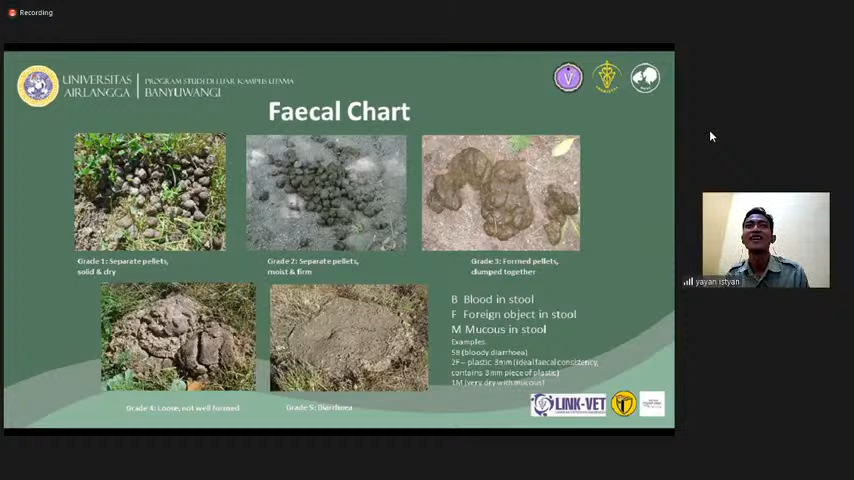 Recording
UNIVERSITAS
AIRLANGGA
PROGRAM STUDI DI LUAR KAMPUS UTAMA
BANYUWANGI
Faecal Chart
Grade 1: Separate pellets,
solid & dry
Grade 2: Separate pellets,
moist & firm
Grade 3: Formed pellets,
clumped together
Grade 4: Loose, not well formed
Grade 5: Diarrhoea
B Blood in stool
F Foreign object in stool
M Mucous in stool
Examples:
5B (bloody diarrhoea)
2F – plastic 3mm (ideal faecal consistency,
contains 3mm piece of plastic)
1M (very dry with mucous)
LINK-VET
yayan istyan